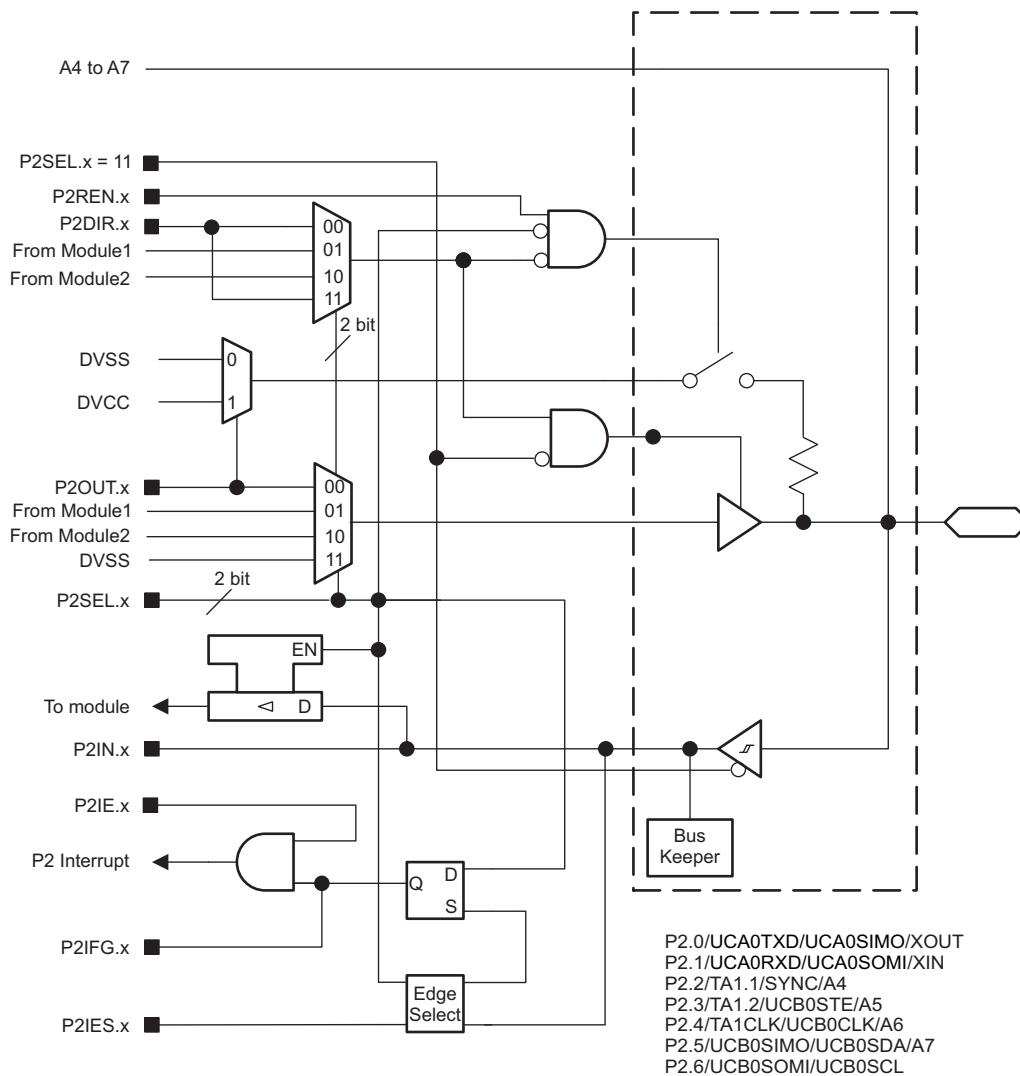 A4 to A7
P2SEL.x = 11
P2REN.x
P2DIR.x
From Module1
From Module2
00
01
10
11
2 bit
DVSS
DVCC
0
1
P2OUT.x
From Module1
From Module2
DVSS
00
01
10
11
2 bit
P2SEL.x
EN
To module
D
P2IN.x
P2IE.x
Bus
Keeper
P2 Interrupt
Q
D
S
P2IFG.x
Edge
Select
P2IES.x
P2.0/UCA0TXD/UCA0SIMO/XOUT
P2.1/UCA0RXD/UCA0SOMI/XIN
P2.2/TA1.1/SYNC/A4
P2.3/TA1.2/UCB0STE/A5
P2.4/TA1CLK/UCB0CLK/A6
P2.5/UCB0SIMO/UCB0SDA/A7
P2.6/UCB0SOMI/UCB0SCL